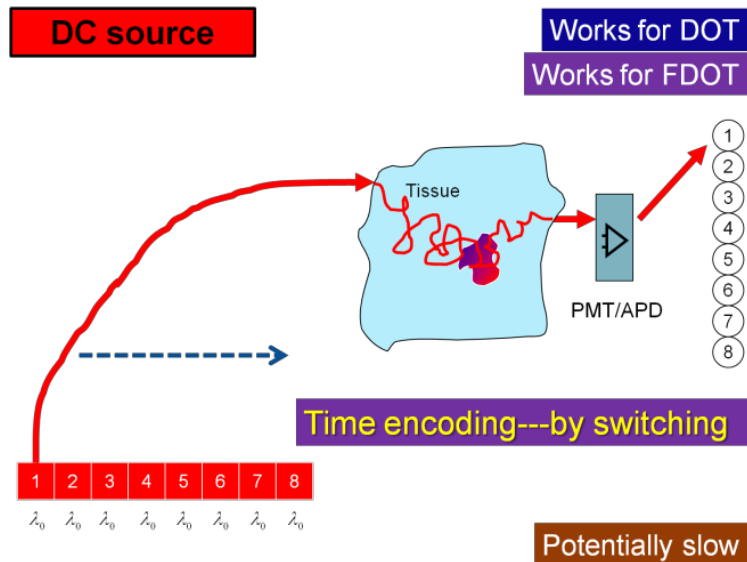 DC source
Works for DOT
Works for FDOT
Tissue
PMT/APD
1
2
3
4
5
6
7
8
Time encoding---by switching
1 2 3 4 5 6 7 8
λ₀ λ₀ λ₀ λ₀ λ₀ λ₀ λ₀ λ₀
Potentially slow